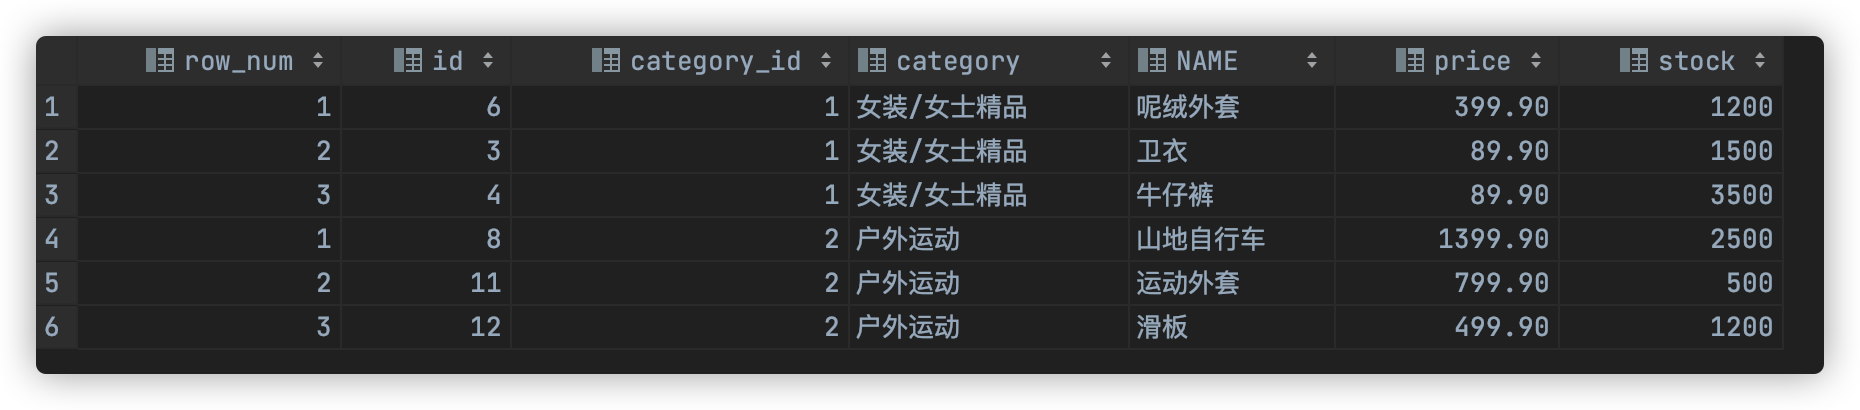 row_num id category_id category NAME price stock
1 1 6 1 女装/女士精品 呢绒外套 399.90 1200
2 2 3 1 女装/女士精品 卫衣 89.90 1500
3 3 4 1 女装/女士精品 牛仔裤 89.90 3500
4 1 8 2 户外运动 山地自行车 1399.90 2500
5 2 11 2 户外运动 运动外套 799.90 500
6 3 12 2 户外运动 滑板 499.90 1200